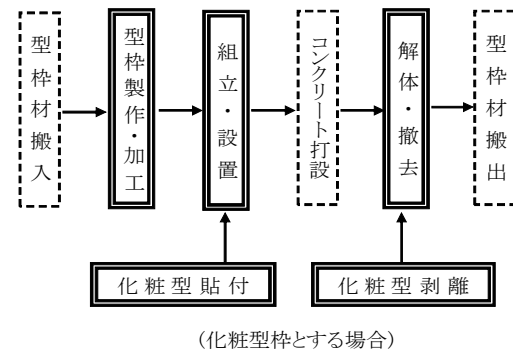 型枠材搬入
型枠製作・加工
組立・設置
コンクリート打設
解体・撤去
型枠材搬出
化粧型貼付
化粧型剥離
(化粧型枠とする場合)